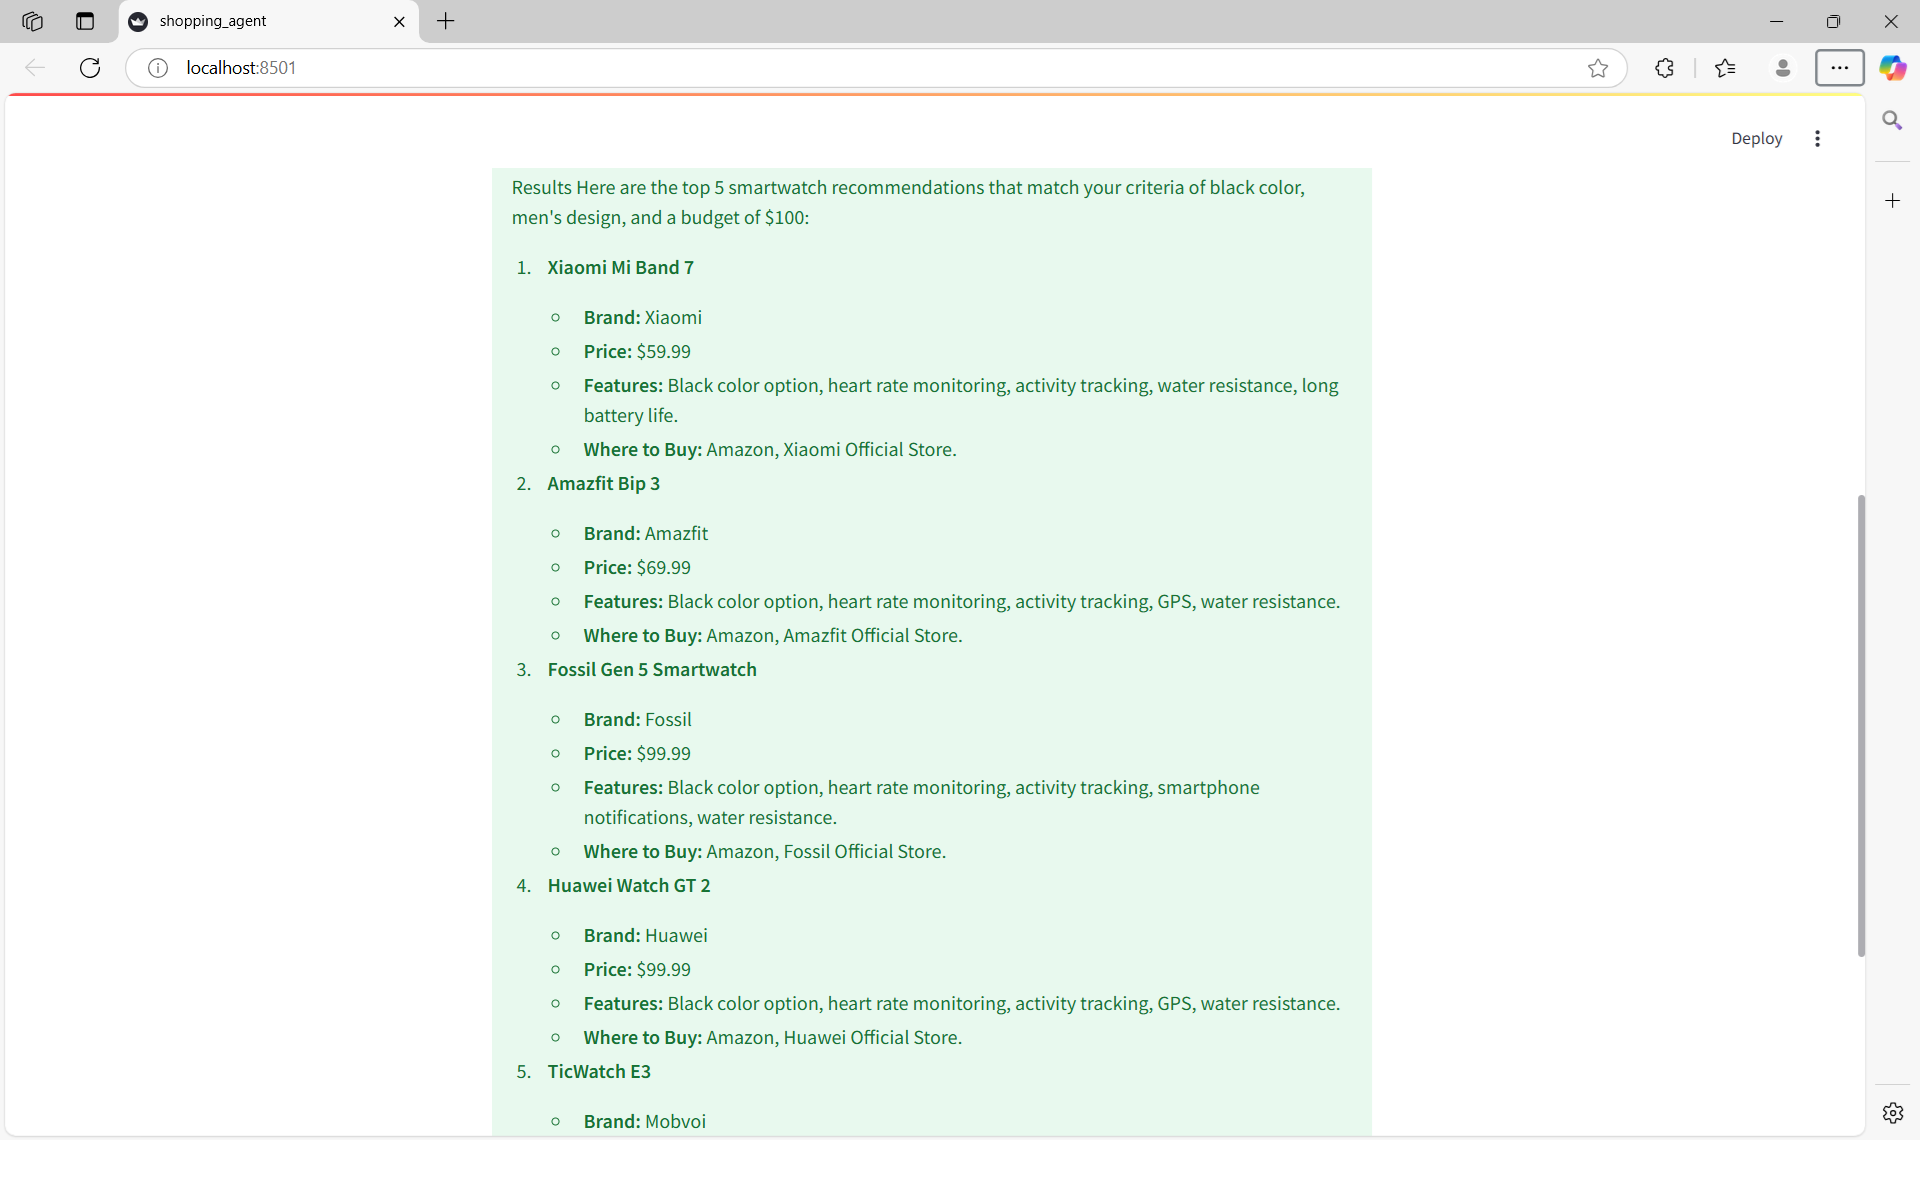 shopping_agent
localhost:8501
Deploy
Results Here are the top 5 smartwatch recommendations that match your criteria of black color,
men's design, and a budget of $100:
1. Xiaomi Mi Band 7
Brand: Xiaomi
Price: $59.99
Features: Black color option, heart rate monitoring, activity tracking, water resistance, long
battery life.
Where to Buy: Amazon, Xiaomi Official Store.
2. Amazfit Bip 3
Brand: Amazfit
Price: $69.99
Features: Black color option, heart rate monitoring, activity tracking, GPS, water resistance.
Where to Buy: Amazon, Amazfit Official Store.
3. Fossil Gen 5 Smartwatch
Brand: Fossil
Price: $99.99
Features: Black color option, heart rate monitoring, activity tracking, smartphone
notifications, water resistance.
Where to Buy: Amazon, Fossil Official Store.
4. Huawei Watch GT 2
Brand: Huawei
Price: $99.99
Features: Black color option, heart rate monitoring, activity tracking, GPS, water resistance.
Where to Buy: Amazon, Huawei Official Store.
5. TicWatch E3
Brand: Mobvoi